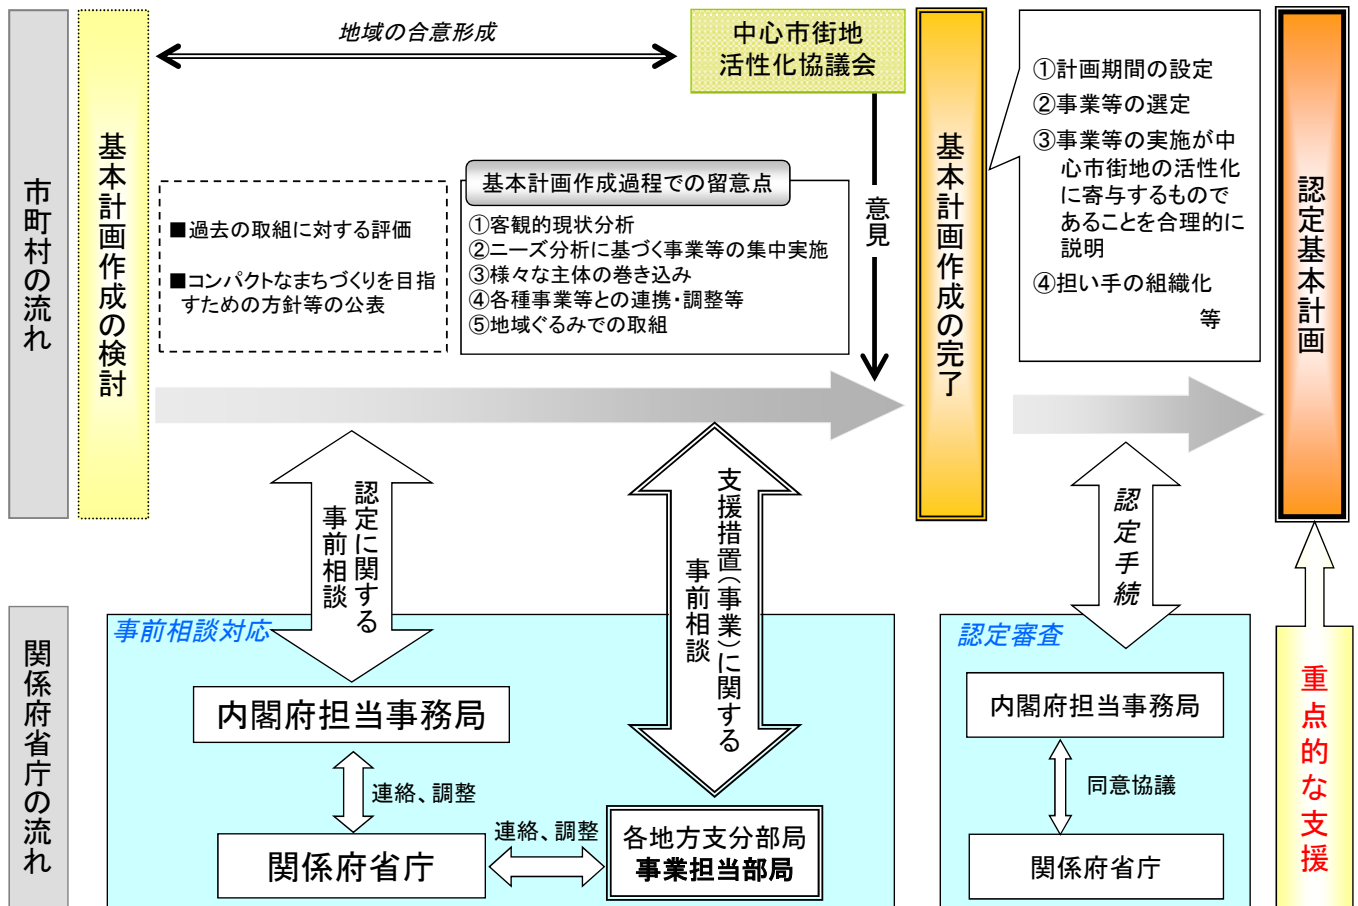 市町村の流れ
基本計画作成の検討
地域の合意形成
中心市街地
活性化協議会
意見
■過去の取組に対する評価
■コンパクトなまちづくりを目指
すための方針等の公表
基本計画作成過程での留意点
①客観的現状分析
②ニーズ分析に基づく事業等の集中実施
③様々な主体の巻き込み
④各種事業等との連携・調整等
⑤地域ぐるみでの取組
基本計画作成の完了
①計画期間の設定
②事業等の選定
③事業等の実施が中
心市街地の活性化
に寄与するもので
あることを合理的に
説明
④担い手の組織化
等
認定基本計画
認定に関する
事前相談
支援措置(事業)に関する
事前相談
認定手続
関係府省庁の流れ
事前相談対応
内閣府担当事務局
連絡、調整
関係府省庁
連絡、調整
各地方支分部局
事業担当部局
認定審査
内閣府担当事務局
同意協議
関係府省庁
重点的な支援